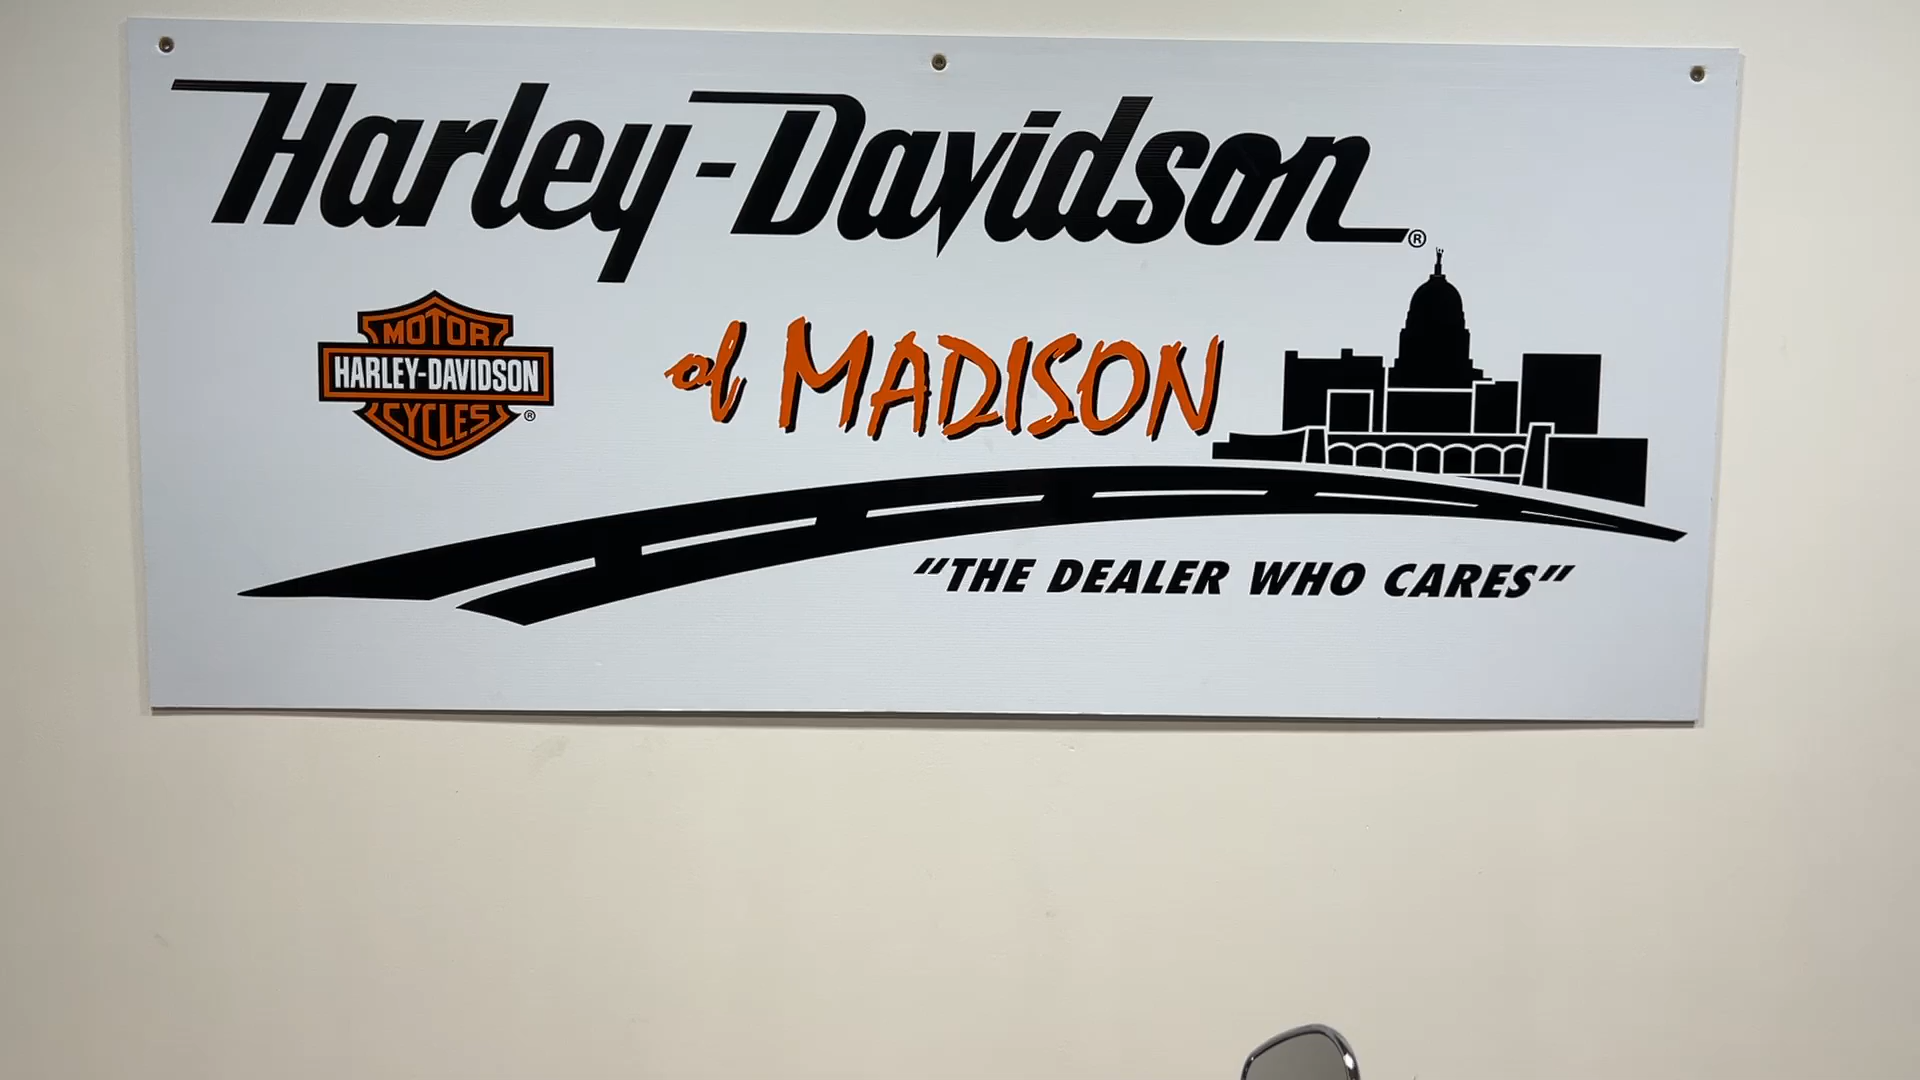 Harley-Davidson®
MOTOR
HARLEY-DAVIDSON
CYCLES®
of MADISON
"THE DEALER WHO CARES"